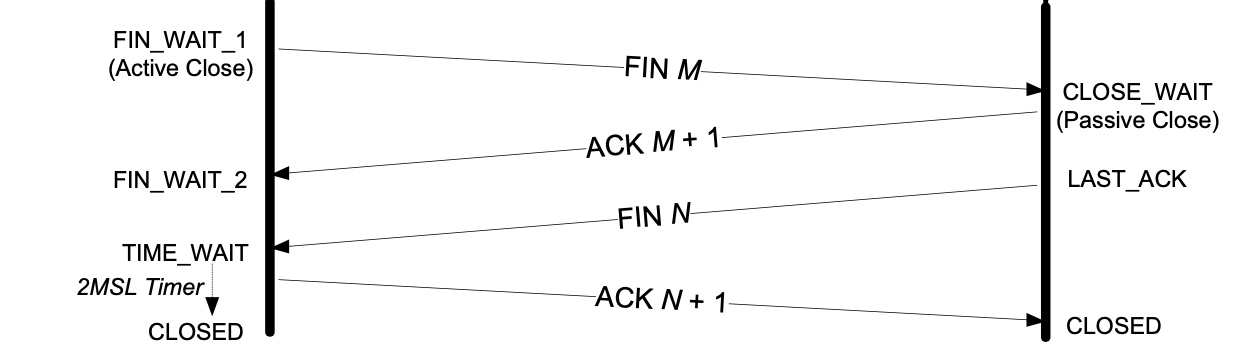 FIN_WAIT_1
(Active Close)
FIN M
CLOSE_WAIT
(Passive Close)
ACK M + 1
FIN_WAIT_2
LAST_ACK
FIN N
TIME_WAIT
2MSL Timer
ACK N + 1
CLOSED
CLOSED